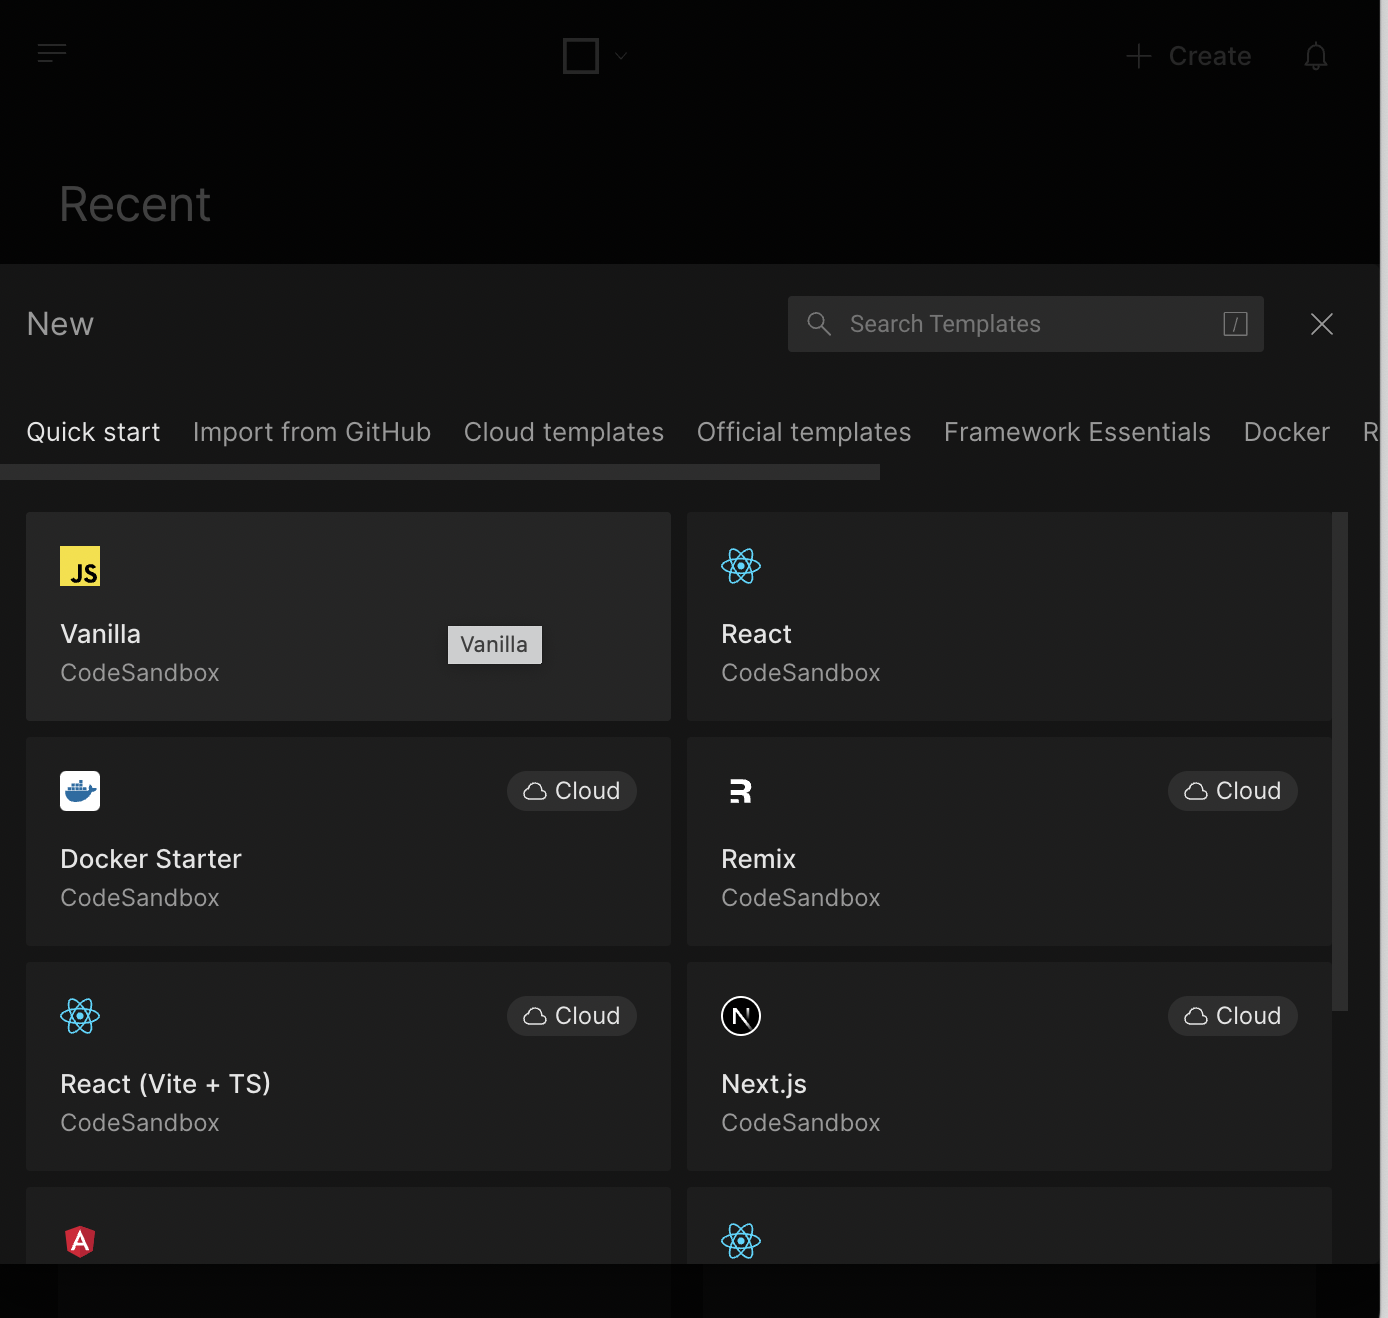 Create
Recent
New
Search Templates
/
Quick start Import from GitHub Cloud templates Official templates Framework Essentials Docker R
JS
Vanilla
CodeSandbox
Vanilla
React
CodeSandbox
Cloud
Docker Starter
CodeSandbox
Cloud
Remix
CodeSandbox
Cloud
React (Vite + TS)
CodeSandbox
N
Cloud
Next.js
CodeSandbox
A